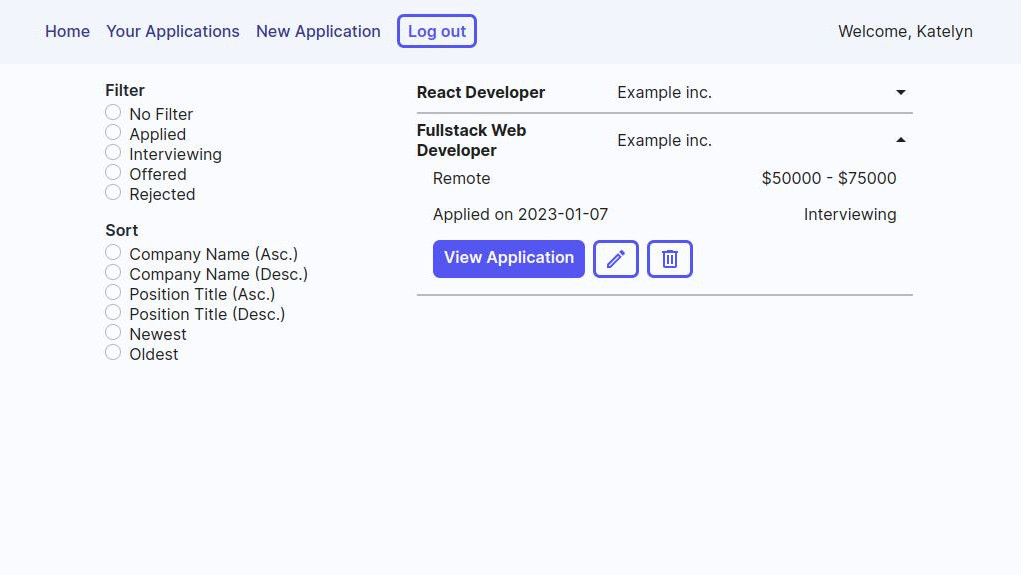 Home Your Applications New Application Log out Welcome, Katelyn
Filter
No Filter
Applied
Interviewing
Offered
Rejected
Sort
Company Name (Asc.)
Company Name (Desc.)
Position Title (Asc.)
Position Title (Desc.)
Newest
Oldest
React Developer Example inc.
Fullstack Web
Developer
Example inc.
Remote $50000 - $75000
Applied on 2023-01-07 Interviewing
View Application